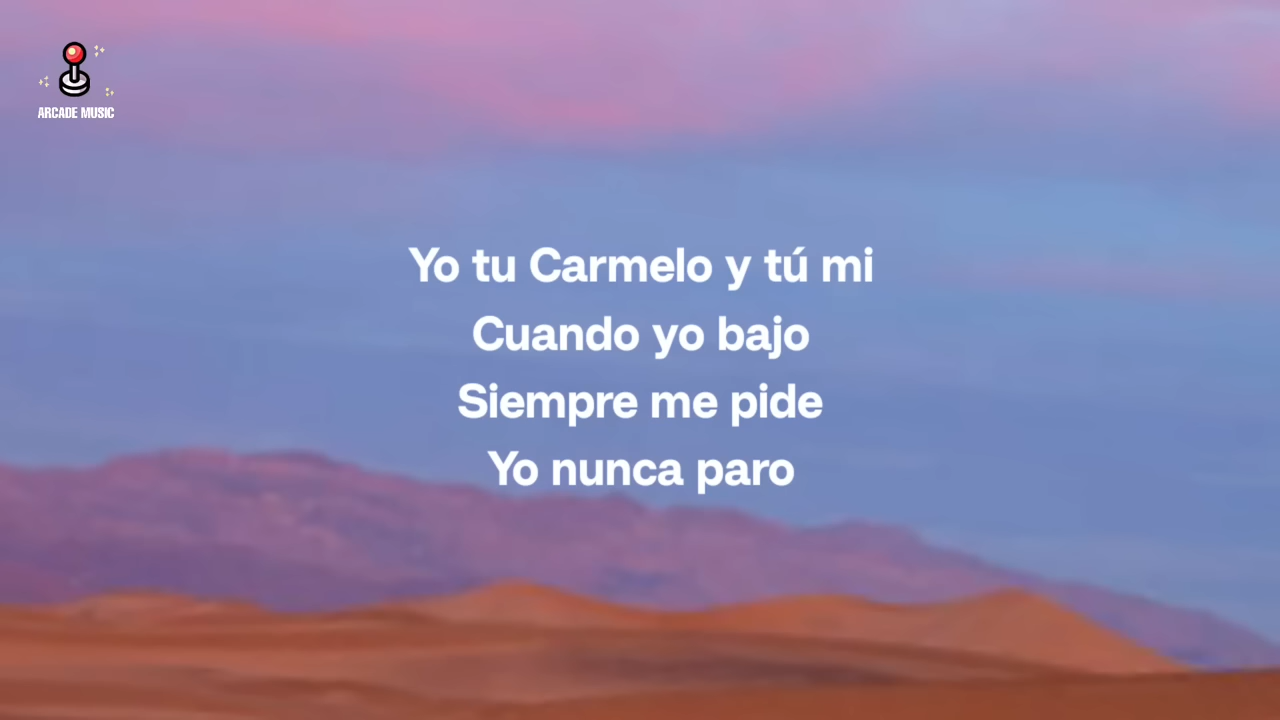 ARCADE MUSIC
Yo tu Carmelo y tú mi
Cuando yo bajo
Siempre me pide
Yo nunca paro